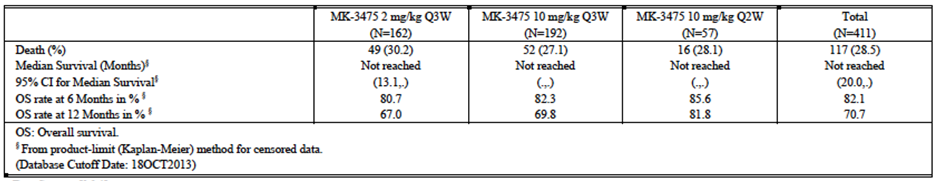 MK-3475 2 mg/kg Q3W MK-3475 10 mg/kg Q3W MK-3475 10 mg/kg Q2W Total
(N=162) (N=192) (N=57) (N=411)
Death (%) 49 (30.2) 52 (27.1) 16 (28.1) 117 (28.5)
Median Survival (Months)§ Not reached Not reached Not reached Not reached
95% CI for Median Survival§ (13.1,.) (.,.) (.,.) (20.0,.)
OS rate at 6 Months in % § 80.7 82.3 85.6 82.1
OS rate at 12 Months in % § 67.0 69.8 81.8 70.7
OS: Overall survival.
§ From product-limit (Kaplan-Meier) method for censored data.
(Database Cutoff Date: 18OCT2013)